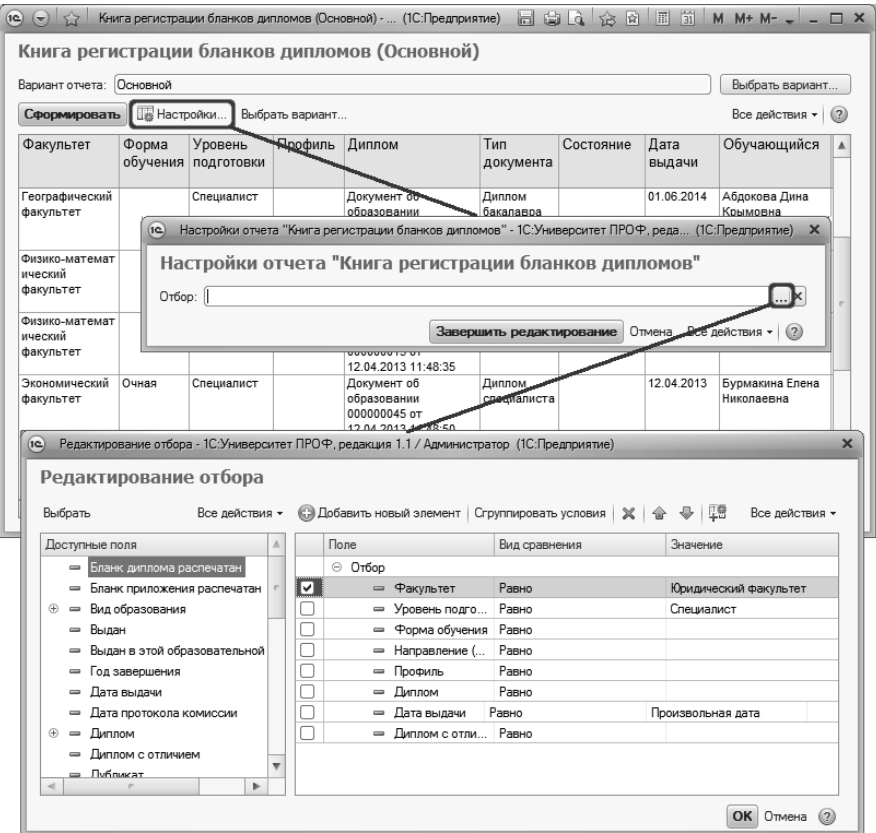 Книга регистрации бланков дипломов (Основной) - ... (1С:Предприятие) M M+ M-
Книга регистрации бланков дипломов (Основной)
Вариант отчета: Основной Выбрать вариант...
Сформировать Настройки... Выбрать вариант... Все действия ?
Факультет Форма обучения Уровень подготовки Профиль Диплом Тип документа Состояние Дата выдачи Обучающийся
Географический Специалист Документ об Диплом 01.06.2014 Абдокова Дина
факультет образовании бакалавра Крымовна
Настройки отчета "Книга регистрации бланков дипломов" - 1С:Университет ПРОФ, реда... (1С:Предприятие)
Физико-математ
ический
факультет
Настройки отчета "Книга регистрации бланков дипломов"
Отбор: ...
Завершить редактирование Отмена Все действия ?
Физико-математ
ический
факультет
12.04.2013 11:48:35
Экономический Очная Специалист Документ об Диплом 12.04.2013 Бурмакина Елена
факультет образовании специалиста Николаевна
000000045 от
Редактирование отбора - 1С:Университет ПРОФ, редакция 1.1 / Администратор (1С:Предприятие)
Редактирование отбора
Выбрать Все действия Добавить новый элемент Сгруппировать условия Все действия
Доступные поля Поле Вид сравнения Значение
Бланк диплома распечатан Отбор
Бланк приложения распечатан Факультет Равно Юридический факультет
Вид образования Уровень подго... Равно Специалист
Выдан Форма обучения Равно
Выдан в этой образовательной Направление (... Равно
Год завершения Профиль Равно
Дата выдачи Диплом Равно
Дата протокола комиссии Дата выдачи Равно Произвольная дата
Диплом Диплом с отли... Равно
Диплом с отличием
Дубликат
OK Отмена ?